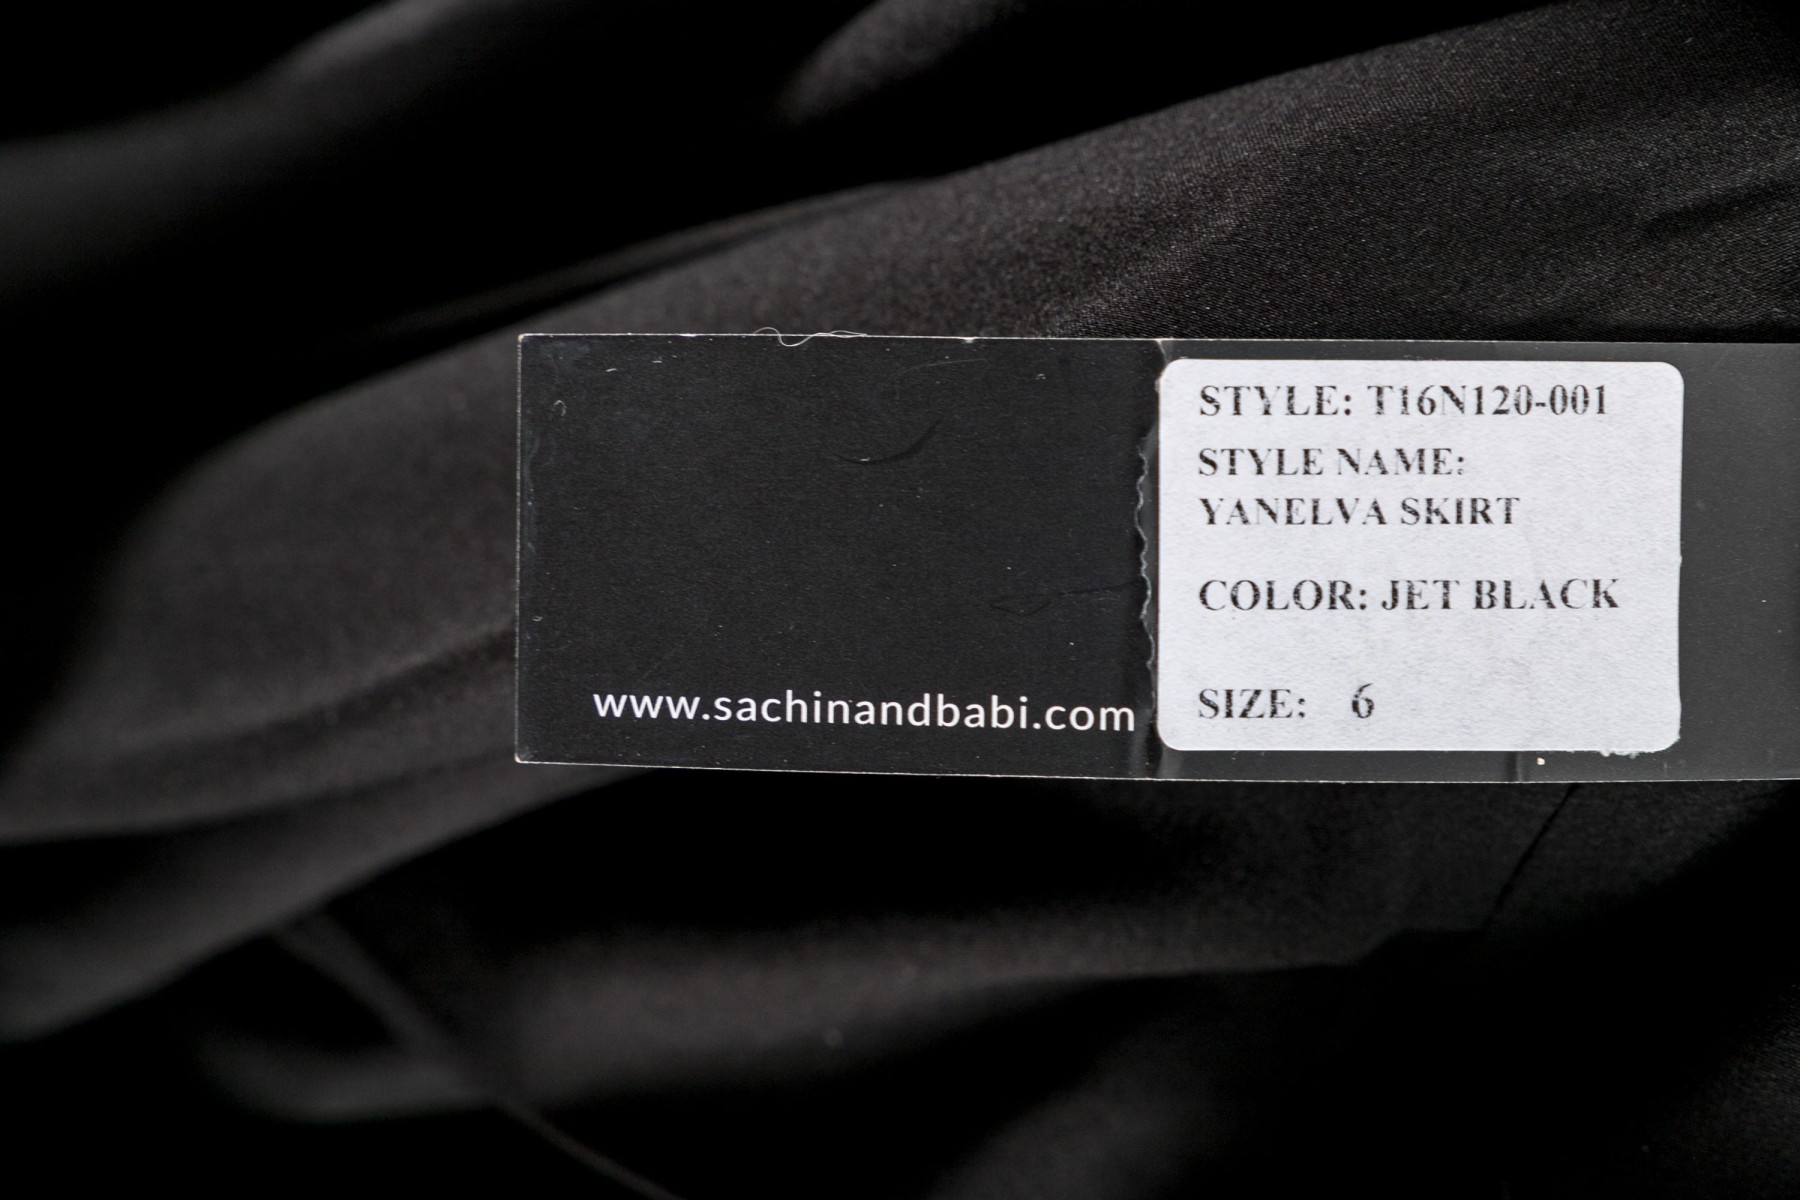 www.sachinandbabi.com
STYLE: T16N120-001
STYLE NAME:
YANELVA SKIRT
COLOR: JET BLACK
SIZE: 6